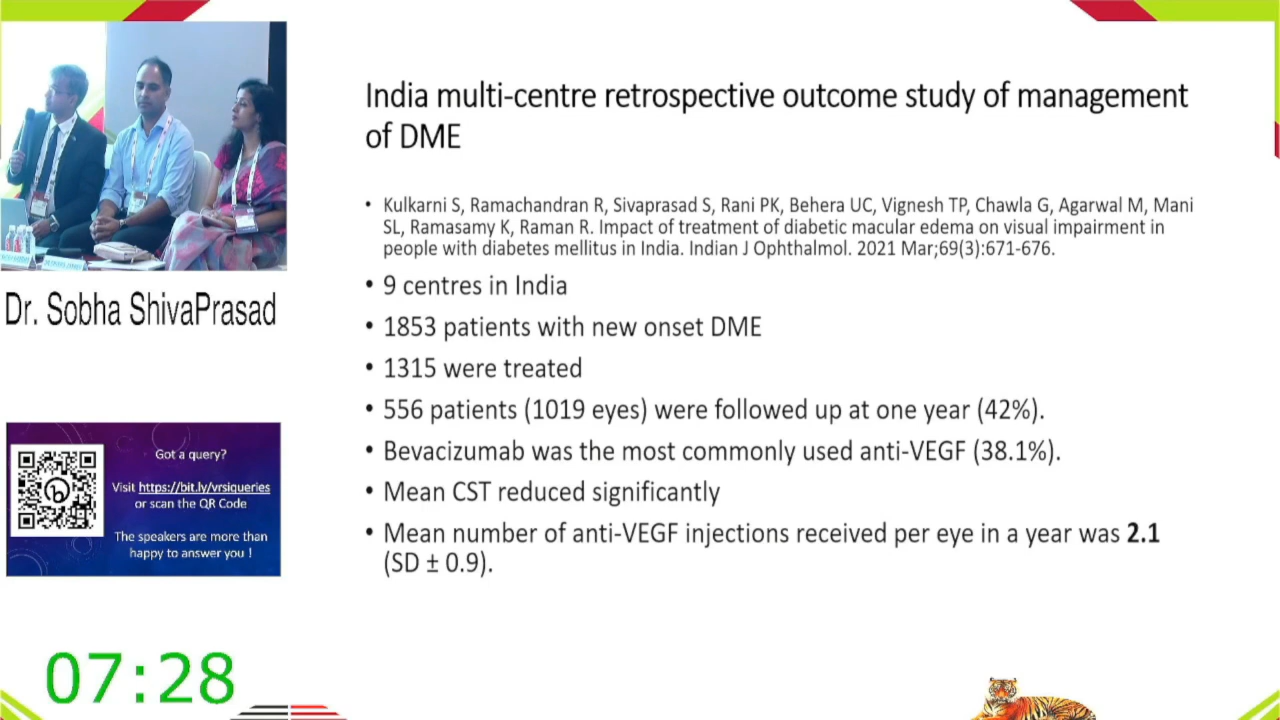 India multi-centre retrospective outcome study of management
of DME
• Kulkarni S, Ramachandran R, Sivaprasad S, Rani PK, Behera UC, Vignesh TP, Chawla G, Agarwal M, Mani
SL, Ramasamy K, Raman R. Impact of treatment of diabetic macular edema on visual impairment in
people with diabetes mellitus in India. Indian J Ophthalmol. 2021 Mar;69(3):671-676.
• 9 centres in India
• 1853 patients with new onset DME
• 1315 were treated
• 556 patients (1019 eyes) were followed up at one year (42%).
• Bevacizumab was the most commonly used anti-VEGF (38.1%).
• Mean CST reduced significantly
• Mean number of anti-VEGF injections received per eye in a year was 2.1
(SD ± 0.9).
Dr. Sobha ShivaPrasad
Got a query?
Visit https://bit.ly/vrsiqueries
or scan the QR Code
The speakers are more than
happy to answer you !
07:28